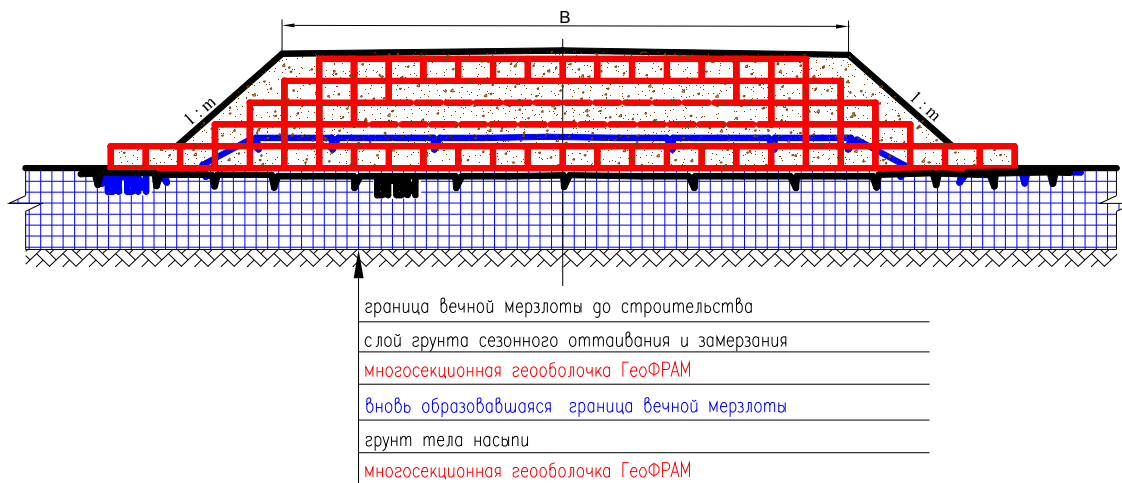 B
1:m
1:m
граница вечной мерзлоты до строительства
слой грунта сезонного оттаивания и замерзания
многосекционная геооболочка ГеоФРАМ
вновь образовавшаяся граница вечной мерзлоты
грунт тела насыпи
многосекционная геооболочка ГеоФРАМ